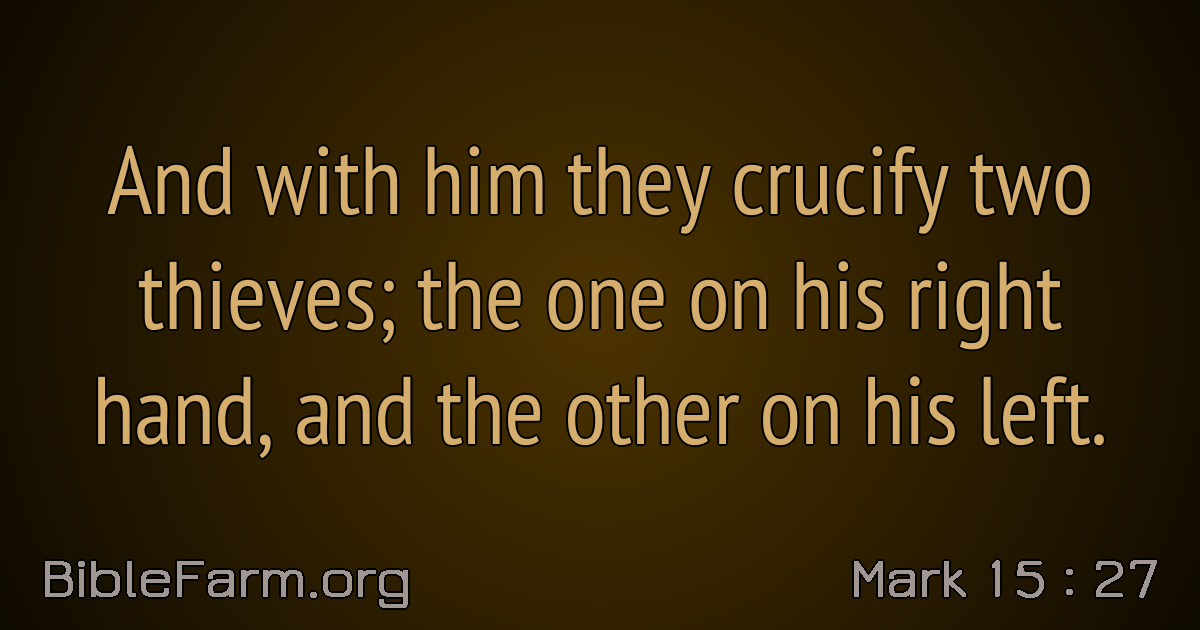 And with him they crucify two
thieves; the one on his right
hand, and the other on his left.
BibleFarm.org
Mark 15 : 27